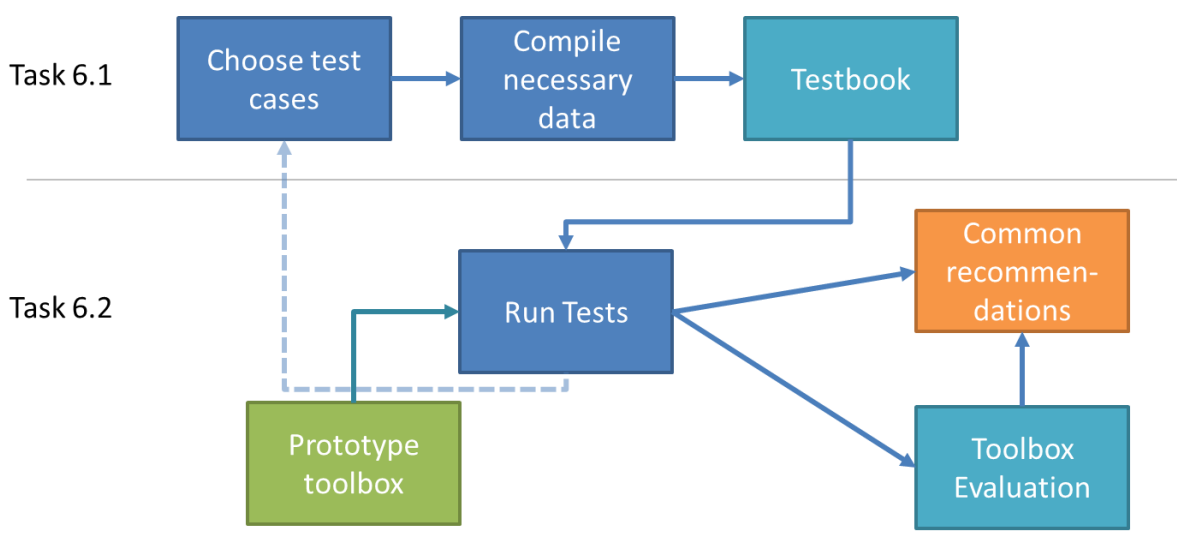 Task 6.1
Choose test
cases
Compile
necessary
data
Testbook
Task 6.2
Run Tests
Common
recommen-
dations
Prototype
toolbox
Toolbox
Evaluation